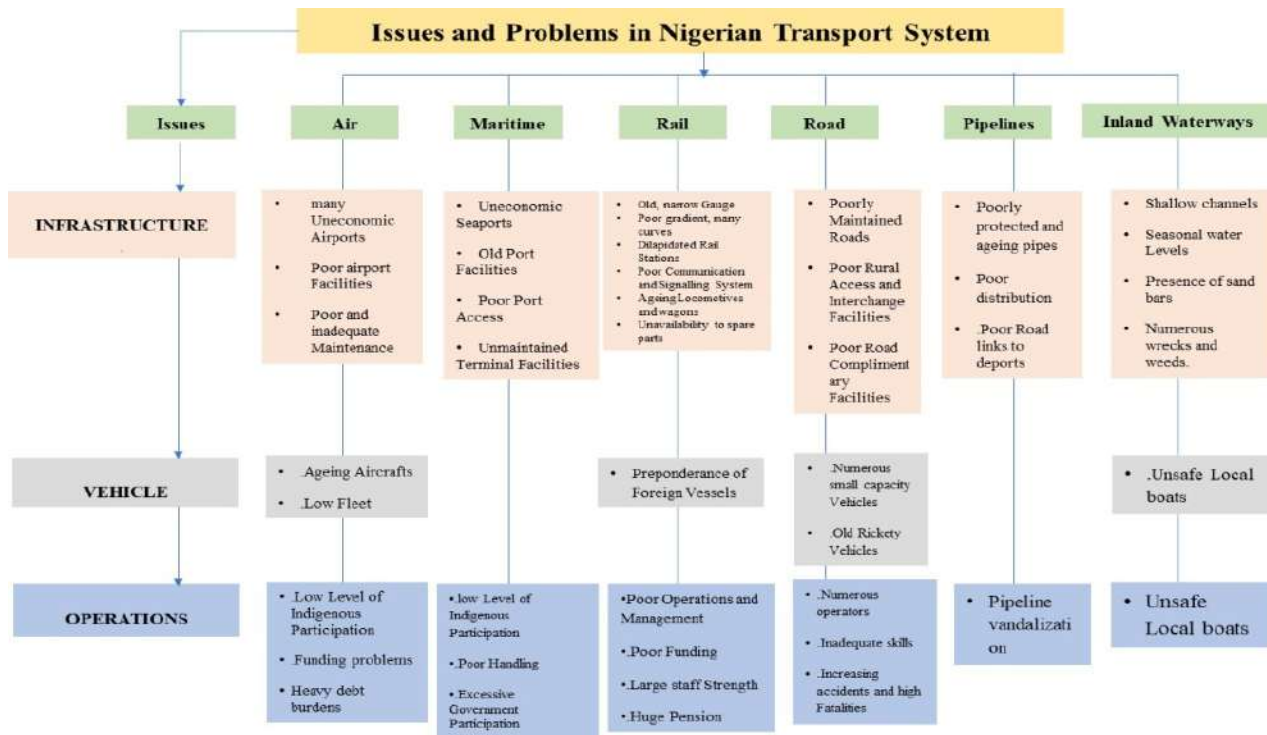 Issues and Problems in Nigerian Transport System
Issues
Air
Maritime
Rail
Road
Pipelines
Inland Waterways
INFRASTRUCTURE
.
• many
Uneconomic
Airports
• Poor airport
Facilities
• Poor and
inadequate
Maintenance
• Uneconomic
Seaports
• Old Port
Facilities
• Poor Port
Access
• Unmaintained
Terminal Facilities
• Old, narrow Gauge
• Poor gradient, many
curves
• Dilapidated Rail
Stations
• Poor Communication
and Signalling System
• Ageing Locomotives
and wagons
• Unavailability to spare
parts
• Poorly
Maintained
Roads
• Poor Rural
Access and
Interchange
Facilities
• Poor Road
Compliment
ary
Facilities
• Poorly
protected and
ageing pipes
• Poor
distribution
• .Poor Road
links to
deports
• Shallow channels
• Seasonal water
Levels
• Presence of sand
bars
• Numerous
wrecks and
weeds.
VEHICLE
• .Ageing Aircrafts
• .Low Fleet
• Preponderance of
Foreign Vessels
• .Numerous
small capacity
Vehicles
• .Old Rickety
Vehicles
• .Unsafe Local
boats
OPERATIONS
• .Low Level of
Indigenous
Participation
• .Funding problems
• Heavy debt
burdens
•.low Level of
Indigenous
Participation
•.Poor Handling
•.Excessive
Government
Participation
•Poor Operations and
Management
•.Poor Funding
•.Large staff Strength
•.Huge Pension
• .Numerous
operators
• .Inadequate skills
• .Increasing
accidents and high
Fatalities
• Pipeline
vandalizati
on
• Unsafe
Local boats